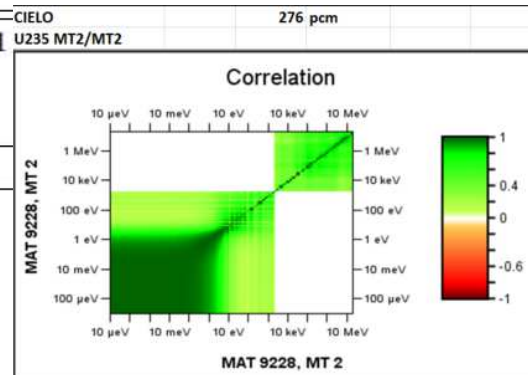 CIELO 276 pcm
U235 MT2/MT2
Correlation
10 µeV 10 meV 10 eV 10 keV 10 MeV
1 MeV 1 MeV 1
10 keV 10 keV 0.4
100 eV 100 eV 0
1 eV 1 eV
10 meV 10 meV -0.6
100 µeV 100 µeV -1
MAT 9228, MT 2
10 µeV 10 meV 10 eV 10 keV 10 MeV
MAT 9228, MT 2